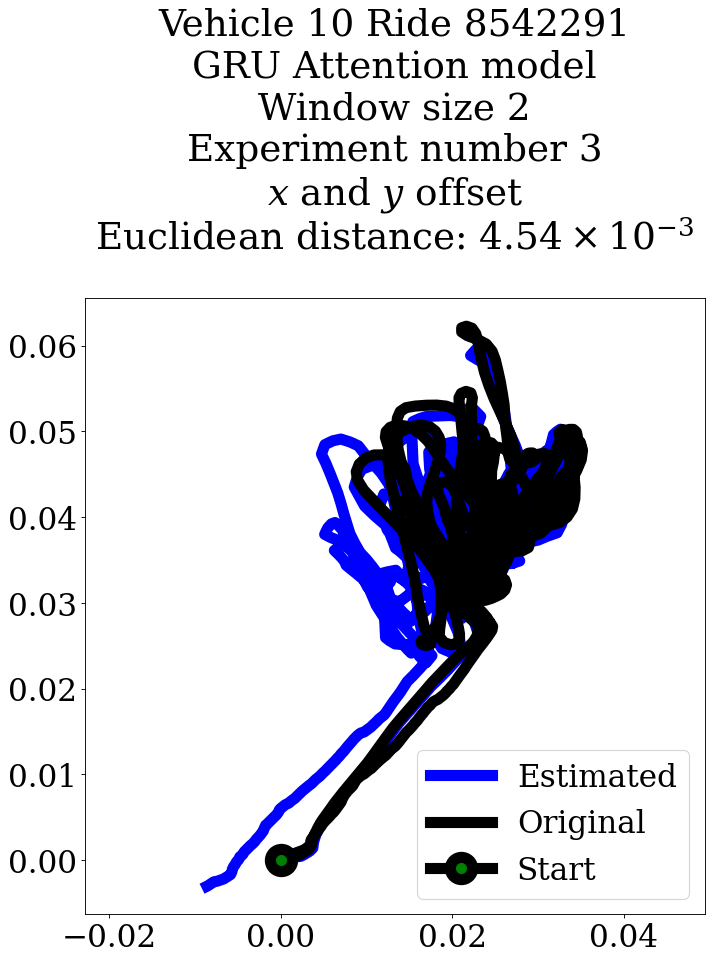 Vehicle 10 Ride 8542291
GRU Attention model
Window size 2
Experiment number 3
x and y offset
Euclidean distance: 4.54 × 10⁻³
0.06
0.05
0.04
0.03
0.02
0.01
0.00
Estimated
Original
Start
−0.02 0.00 0.02 0.04